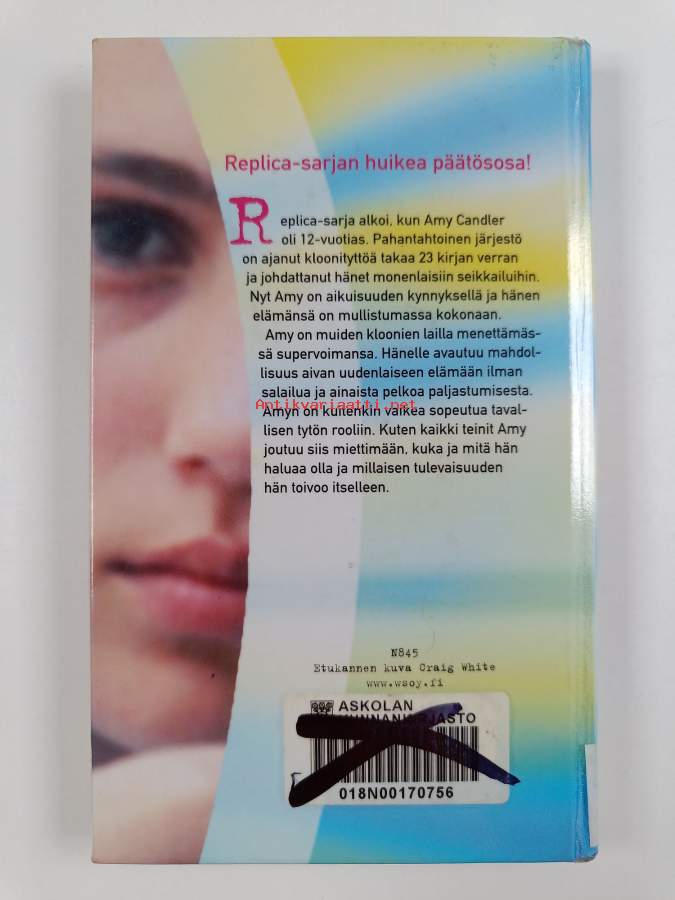 Replica-sarjan huikea päätösosa!
Replica-sarja alkoi, kun Amy Candler
oli 12-vuotias. Pahantahtoinen järjestö
on ajanut kloonityttöä takaa 23 kirjan verran
ja johdattanut hänet monenlaisiin seikkailuihin.
Nyt Amy on aikuisuuden kynnyksellä ja hänen
elämänsä on mullistumassa kokonaan.
Amy on muiden kloonien lailla menettämäs-
sä supervoimansa. Hänelle avautuu mahdol-
lisuus aivan uudenlaiseen elämään ilman
salailua ja ainaista pelkoa paljastumisesta.
Antikvariaatti.net
Amyn on kuitenkin vaikea sopeutua taval-
lisen tytön rooliin. Kuten kaikki teinit Amy
joutuu siis miettimään, kuka ja mitä hän
haluaa olla ja millaisen tulevaisuuden
hän toivoo itselleen.
N845
Etukannen kuva Craig White
www.wsoy.fi
ASKOLAN
KUNNANKIRJASTO
018N00170756